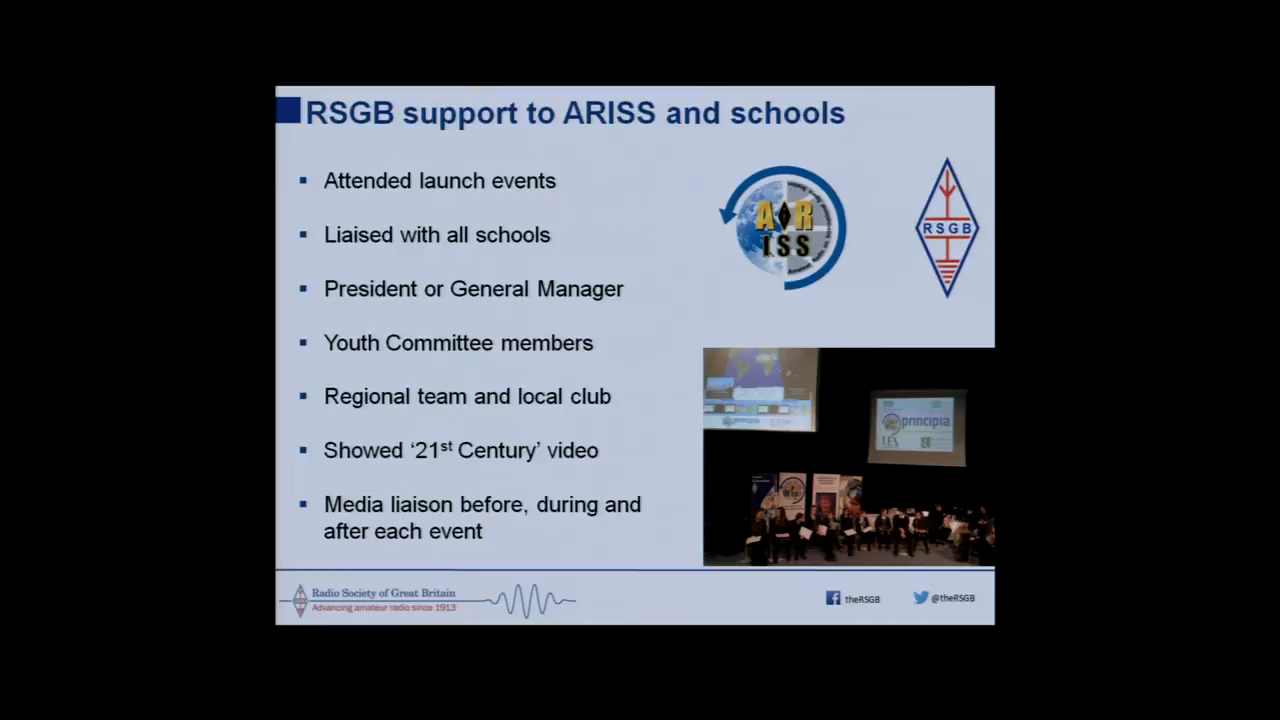 RSGB support to ARISS and schools
▪ Attended launch events
▪ Liaised with all schools
▪ President or General Manager
▪ Youth Committee members
▪ Regional team and local club
▪ Showed ‘21st Century’ video
▪ Media liaison before, during and
after each event
A R
ISS
RSGB
principia
Radio Society of Great Britain
Advancing amateur radio since 1913
theRSGB
@theRSGB